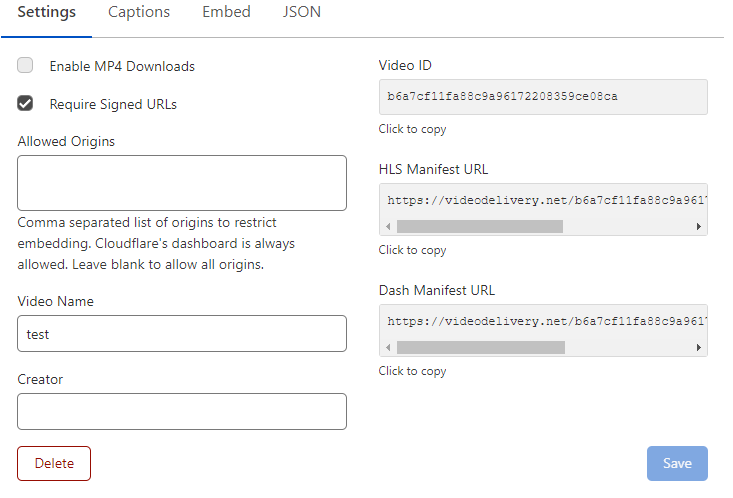 Settings
Captions
Embed
JSON
Enable MP4 Downloads
Require Signed URLs
Allowed Origins
Comma separated list of origins to restrict
embedding. Cloudflare's dashboard is always
allowed. Leave blank to allow all origins.
Video Name
test
Creator
Delete
Video ID
b6a7cf11fa88c9a96172208359ce08ca
Click to copy
HLS Manifest URL
https://videodelivery.net/b6a7cf11fa88c9a9617
Click to copy
Dash Manifest URL
https://videodelivery.net/b6a7cf11fa88c9a9617
Click to copy
Save